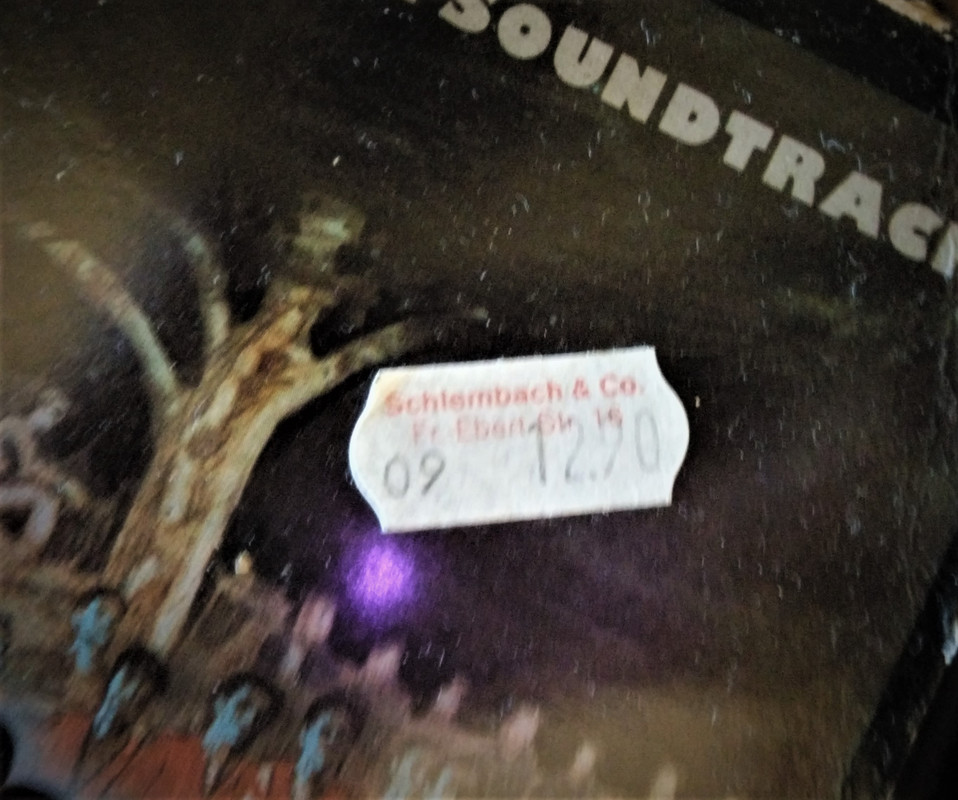 SOUNDTRAC
Schlembach & Co.
Fr.-Ebert-Str. 16
09 12.90